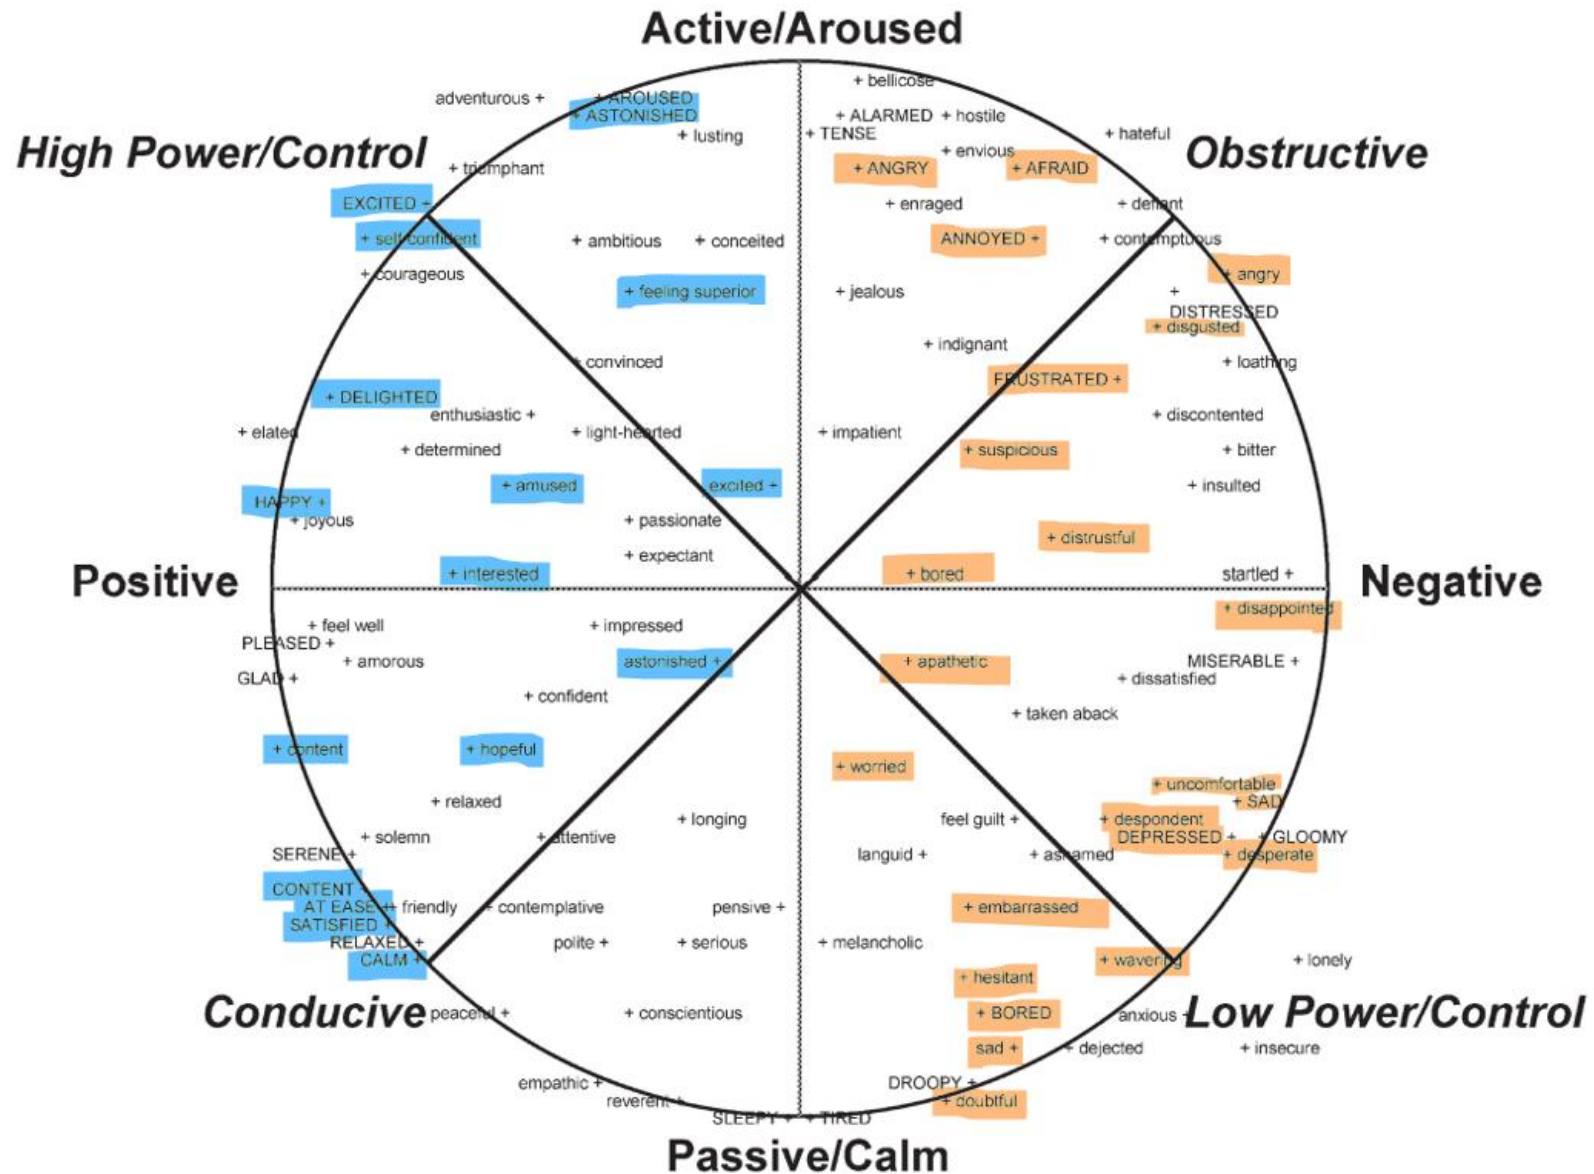 Active/Aroused
+ bellicose
adventurous +
+ AROUSED
+ ASTONISHED
+ ALARMED + hostile
+ lusting
+ TENSE
+ hateful
High Power/Control
+ envious
Obstructive
+ triumphant
+ ANGRY
+ AFRAID
EXCITED +
+ enraged
+ defiant
+ self confident
+ ambitious
+ conceited
ANNOYED +
+ contemptuous
+ courageous
+ angry
+ feeling superior
+ jealous
+
DISTRESSED
+ disgusted
+ indignant
+ convinced
+ loathing
FRUSTRATED +
+ DELIGHTED
enthusiastic +
+ discontented
+ elated
+ light-hearted
+ impatient
+ determined
+ suspicious
+ bitter
+ amused
excited +
+ insulted
HAPPY +
+ joyous
+ passionate
+ distrustful
+ expectant
+ interested
+ bored
startled +
Positive
Negative
+ disappointed
+ feel well
+ impressed
PLEASED +
+ amorous
astonished +
+ apathetic
MISERABLE +
GLAD +
+ dissatisfied
+ confident
+ taken aback
+ content
+ hopeful
+ worried
+ uncomfortable
+ relaxed
+ SAD
+ longing
feel guilt +
+ despondent
+ solemn
+ attentive
DEPRESSED +
+ GLOOMY
SERENE +
languid +
+ ashamed
+ desperate
CONTENT
AT EASE + + friendly
+ contemplative
pensive +
+ embarrassed
SATISFIED +
RELAXED +
polite +
+ serious
+ melancholic
CALM +
+ wavering
+ lonely
+ hesitant
Conducive
peaceful +
+ conscientious
+ BORED
anxious +
Low Power/Control
sad +
+ dejected
+ insecure
empathic +
DROOPY +
reverent +
+ doubtful
SLEEPY +
+ TIRED
Passive/Calm